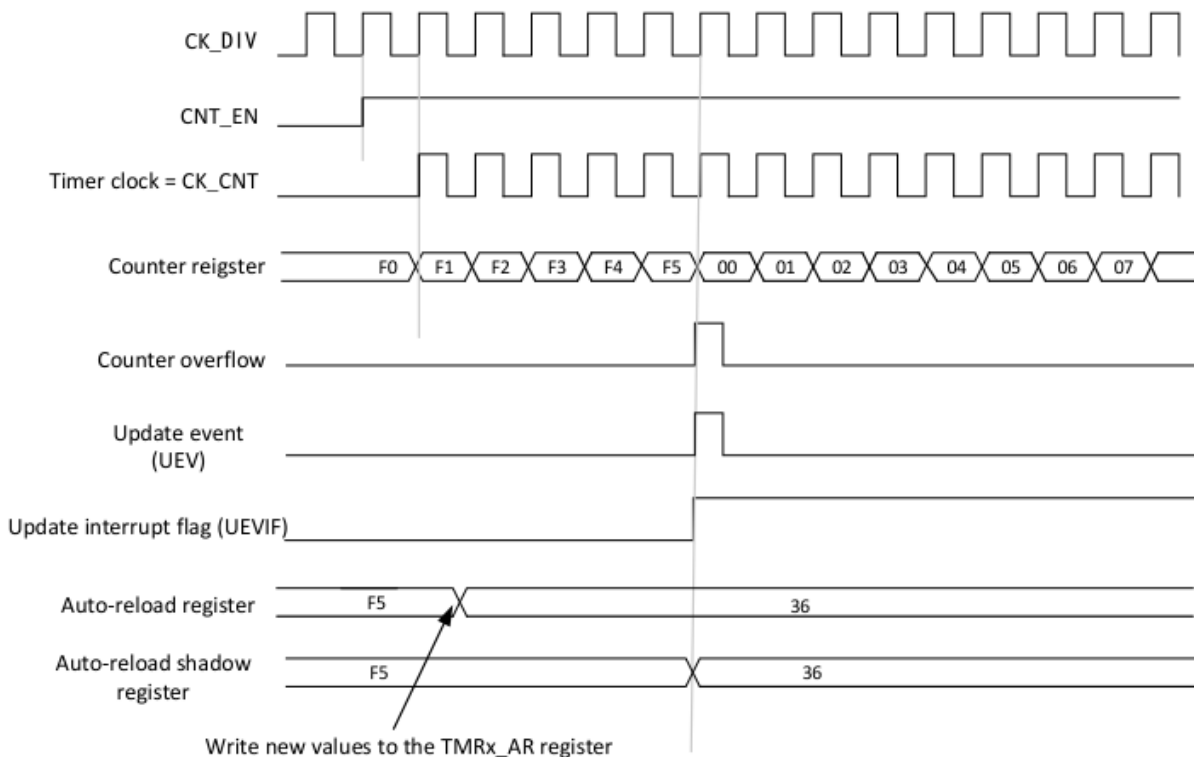 CK_DIV
CNT_EN
Timer clock = CK_CNT
Counter reigster
F0 F1 F2 F3 F4 F5 00 01 02 03 04 05 06 07
Counter overflow
Update event
(UEV)
Update interrupt flag (UEVIF)
Auto-reload register
F5 36
Auto-reload shadow
register
F5 36
Write new values to the TMRx_AR register